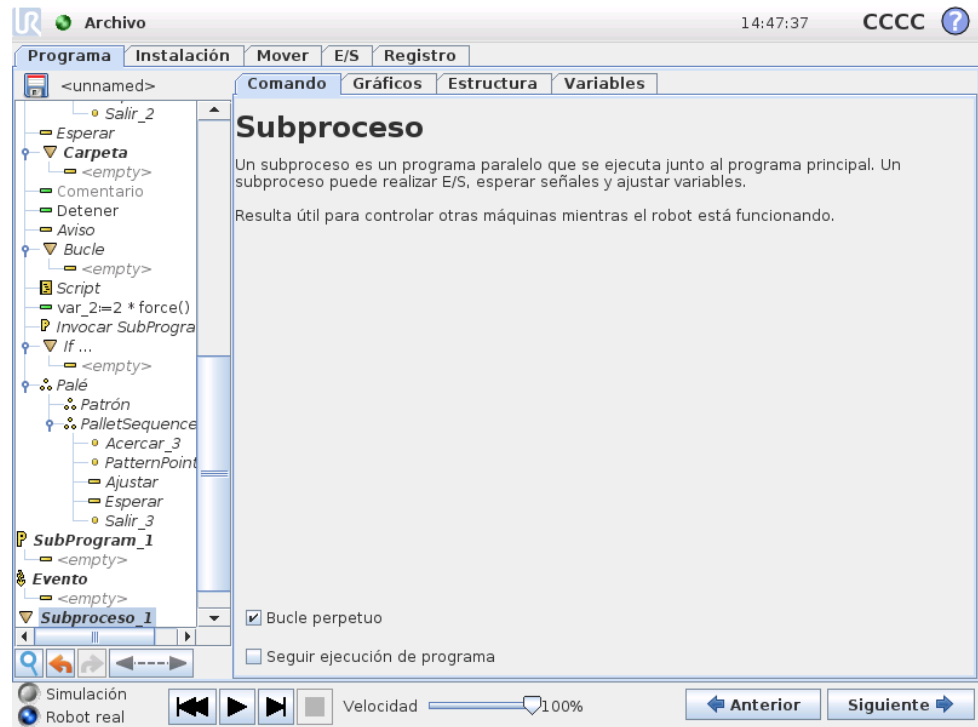 UR Archivo 14:47:37 CCCC ?
Programa Instalación Mover E/S Registro
<unnamed>
Comando Gráficos Estructura Variables
Salir_2
Esperar
Carpeta
<empty>
Comentario
Detener
Aviso
Bucle
<empty>
Script
var_2:=2 * force()
Invocar SubProgra
If ...
<empty>
Palé
Patrón
PalletSequence
Acercar_3
PatternPoint
Ajustar
Esperar
Salir_3
P SubProgram_1
<empty>
Evento
<empty>
Subproceso_1
Subproceso
Un subproceso es un programa paralelo que se ejecuta junto al programa principal. Un
subproceso puede realizar E/S, esperar señales y ajustar variables.
Resulta útil para controlar otras máquinas mientras el robot está funcionando.
Bucle perpetuo
Seguir ejecución de programa
Simulación
Robot real
Velocidad 100%
Anterior Siguiente